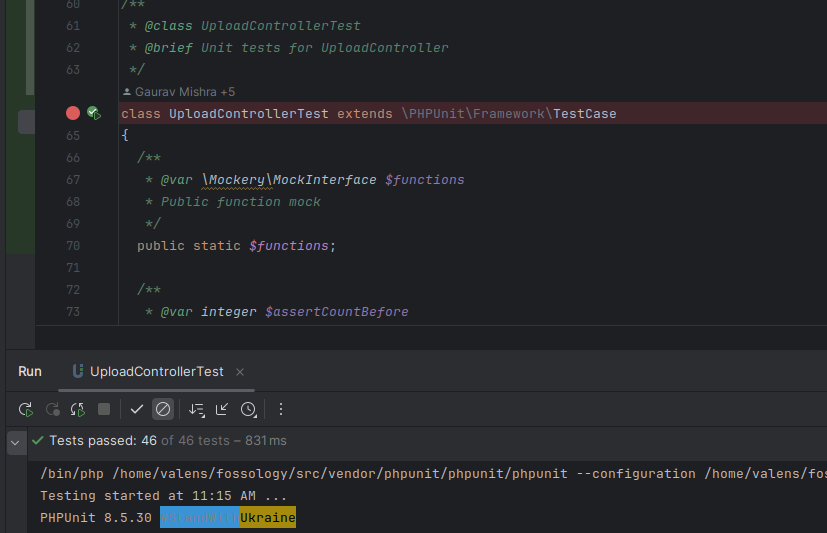 60 /**
61 * @class UploadControllerTest
62 * @brief Unit tests for UploadController
63 */
Gaurav Mishra +5
class UploadControllerTest extends \PHPUnit\Framework\TestCase
65 {
66 /**
67 * @var \Mockery\MockInterface $functions
68 * Public function mock
69 */
70 public static $functions;
71
72 /**
73 * @var integer $assertCountBefore
Run UploadControllerTest ×
Tests passed: 46 of 46 tests – 831 ms
/bin/php /home/valens/fossology/src/vendor/phpunit/phpunit/phpunit --configuration /home/valens/fos
Testing started at 11:15 AM ...
PHPUnit 8.5.30 #StandWithUkraine